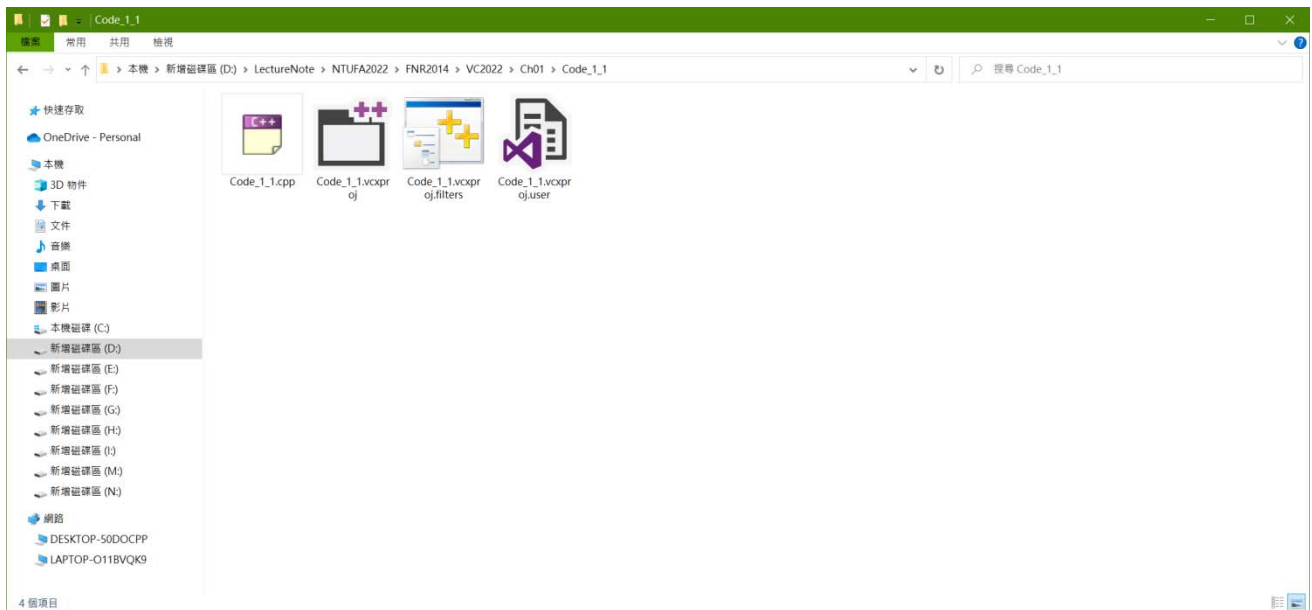 Code_1_1
檔案 常用 共用 檢視
本機 > 新增磁碟區 (D:) > LectureNote > NTUFA2022 > FNR2014 > VC2022 > Ch01 > Code_1_1
搜尋 Code_1_1
快速存取
OneDrive - Personal
本機
3D 物件
下載
文件
音樂
桌面
圖片
影片
本機磁碟 (C:)
新增磁碟區 (D:)
新增磁碟區 (E:)
新增磁碟區 (F:)
新增磁碟區 (G:)
新增磁碟區 (H:)
新增磁碟區 (I:)
新增磁碟區 (M:)
新增磁碟區 (N:)
網路
DESKTOP-50DOCPP
LAPTOP-O11BVQK9
C++
Code_1_1.cpp
Code_1_1.vcxpr
oj
Code_1_1.vcxpr
oj.filters
Code_1_1.vcxpr
oj.user
4 個項目